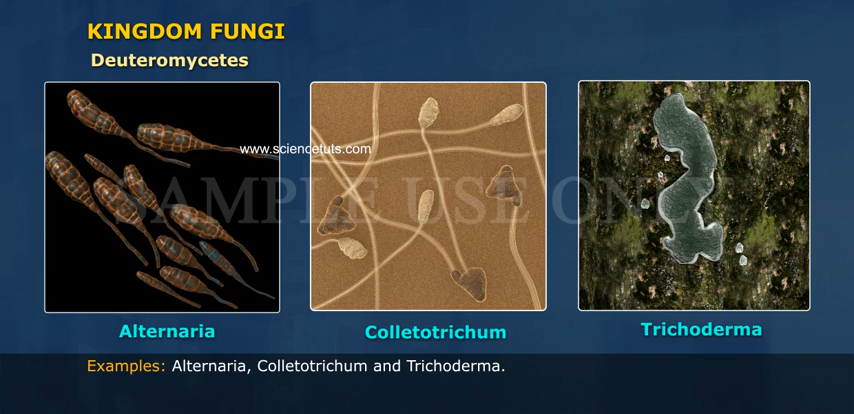 KINGDOM FUNGI
Deuteromycetes
www.sciencetuts.com
SAMPLE USE ONLY
Alternaria
Colletotrichum
Trichoderma
Examples: Alternaria, Colletotrichum and Trichoderma.